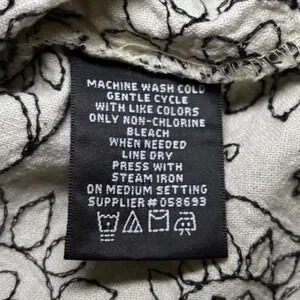 MACHINE WASH COLD
GENTLE CYCLE
WITH LIKE COLORS
ONLY NON-CHLORINE
BLEACH
WHEN NEEDED
LINE DRY
PRESS WITH
STEAM IRON
ON MEDIUM SETTING
SUPPLIER# 058693